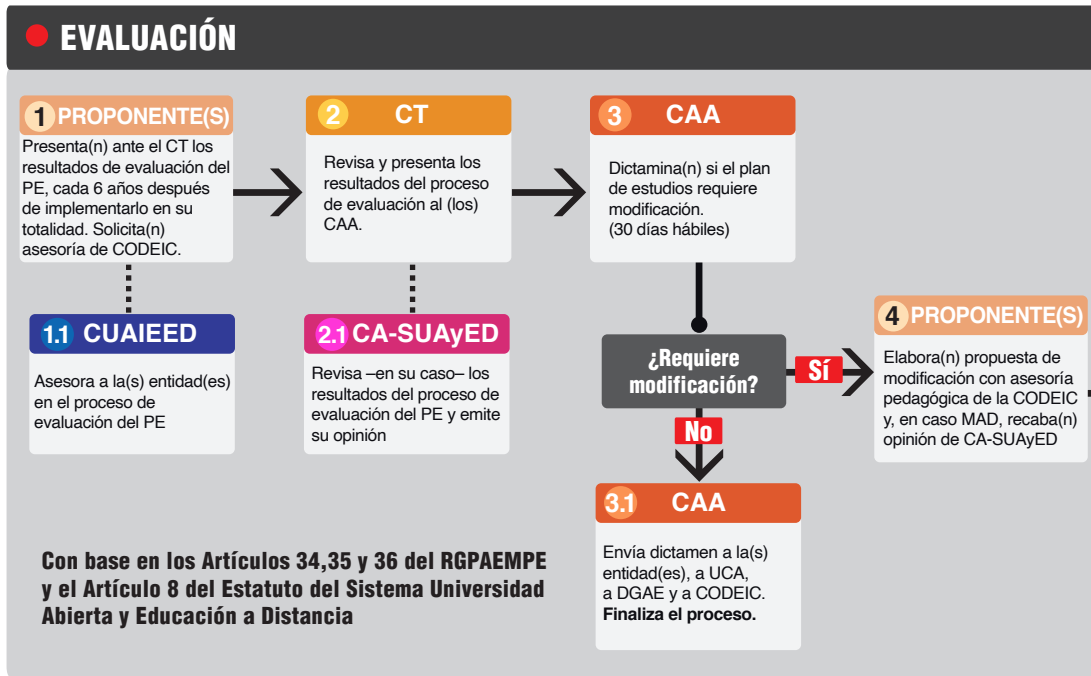 EVALUACIÓN
1 PROPONENTE(S)
Presenta(n) ante el CT los
resultados de evaluación del
PE, cada 6 años después
de implementarlo en su
totalidad. Solicita(n)
asesoría de CODEIC.
1.1 CUAIEED
Asesora a la(s) entidad(es)
en el proceso de
evaluación del PE
2 CT
Revisa y presenta los
resultados del proceso
de evaluación al (los)
CAA.
2.1 CA-SUAyED
Revisa –en su caso– los
resultados del proceso de
evaluación del PE y emite
su opinión
3 CAA
Dictamina(n) si el plan
de estudios requiere
modificación.
(30 días hábiles)
¿Requiere
modificación?
Sí
No
3.1 CAA
Envía dictamen a la(s)
entidad(es), a UCA,
a DGAE y a CODEIC.
Finaliza el proceso.
4 PROPONENTE(S)
Elabora(n) propuesta de
modificación con asesoría
pedagógica de la CODEIC
y, en caso MAD, recaba(n)
opinión de CA-SUAyED
Con base en los Artículos 34,35 y 36 del RGPAEMPE
y el Artículo 8 del Estatuto del Sistema Universidad
Abierta y Educación a Distancia